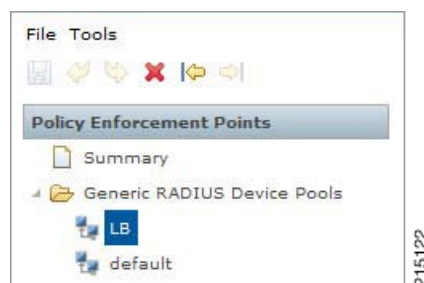 File Tools
Policy Enforcement Points
Summary
Generic RADIUS Device Pools
LB
default
215122